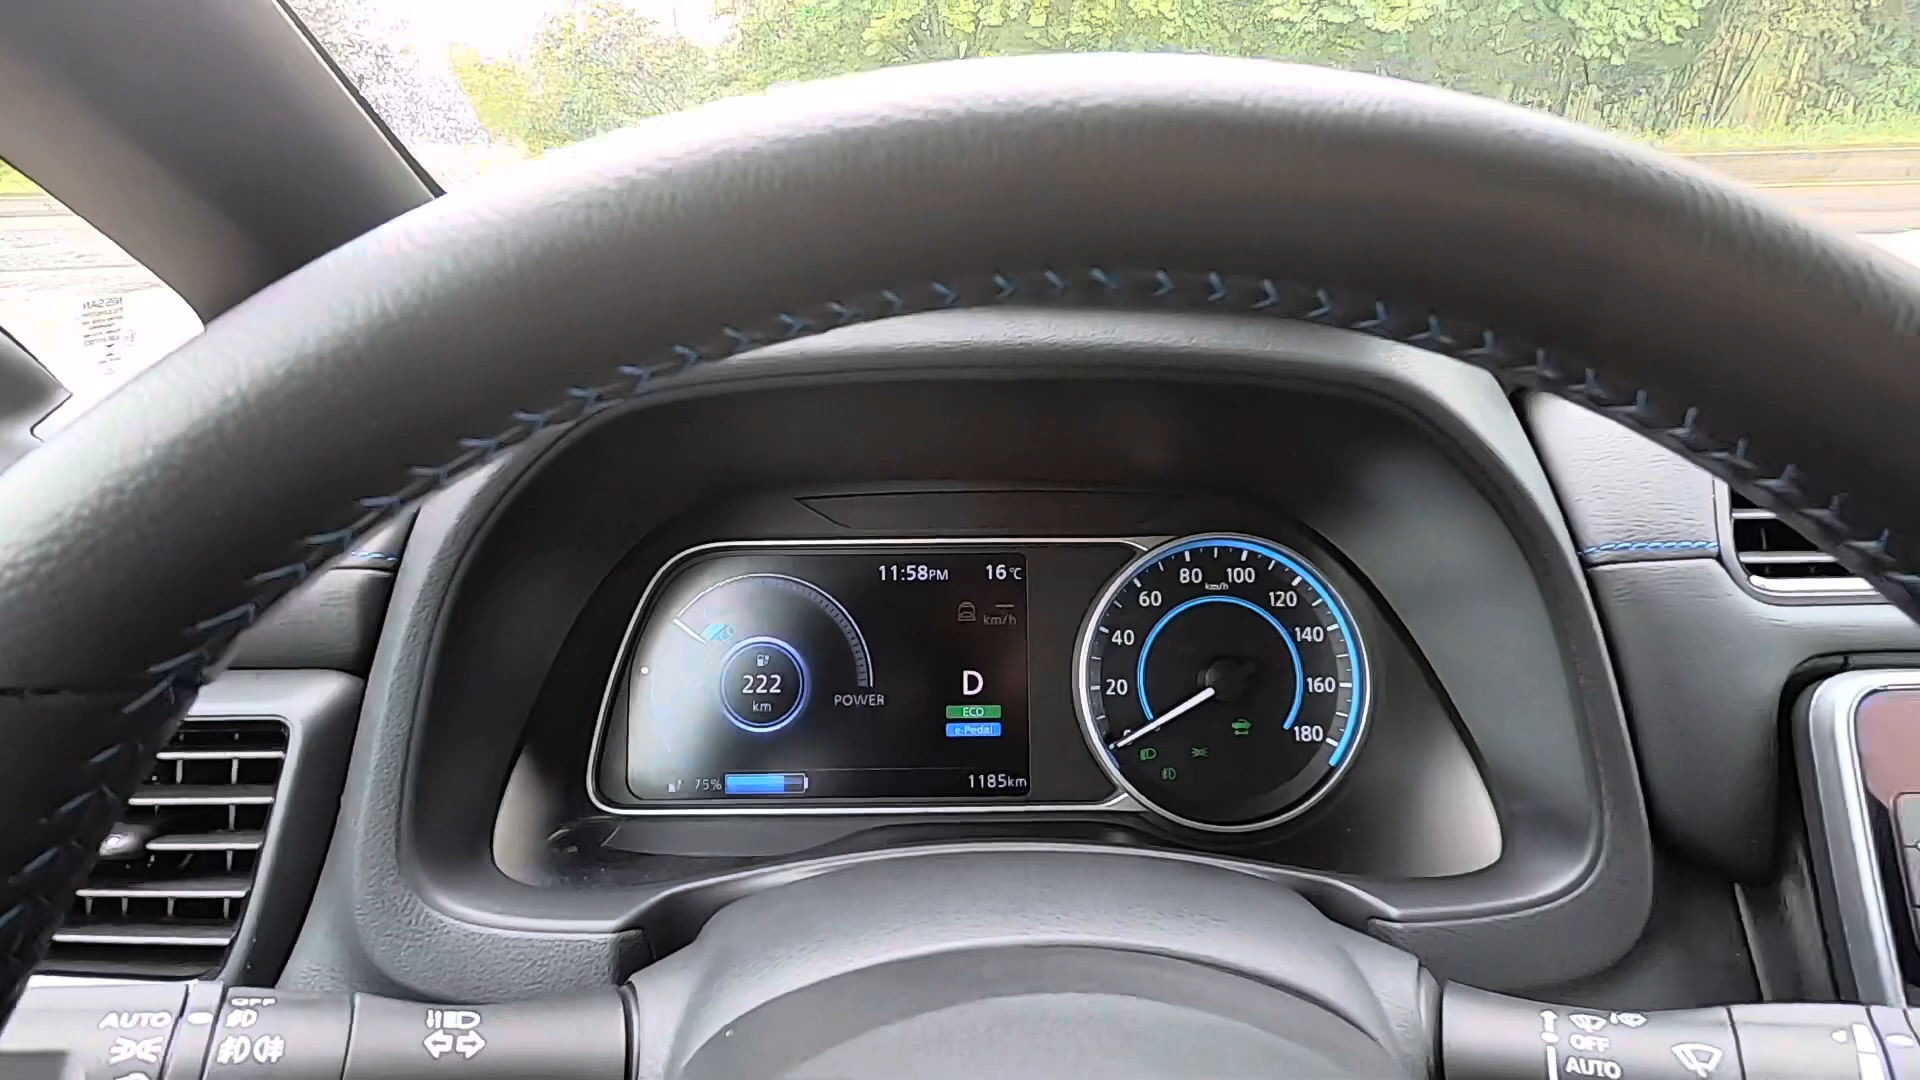 11:58PM 16°C
km/h
222
km
POWER
D
ECO
e-Pedal
75%
1185km
80 100
km/h
60 120
40 140
20 160
0 180
OFF
AUTO
OFF
AUTO